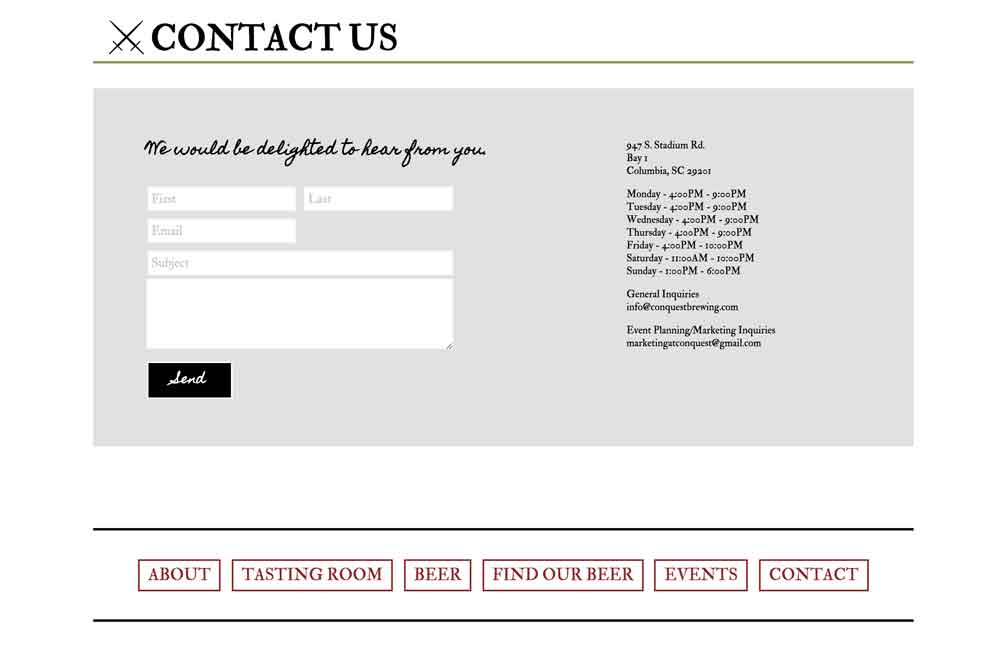 CONTACT US
We would be delighted to hear from you.
First
Last
Email
Subject
Send
947 S. Stadium Rd.
Bay 1
Columbia, SC 29201
Monday - 4:00PM - 9:00PM
Tuesday - 4:00PM - 9:00PM
Wednesday - 4:00PM - 9:00PM
Thursday - 4:00PM - 9:00PM
Friday - 4:00PM - 10:00PM
Saturday - 11:00AM - 10:00PM
Sunday - 1:00PM - 6:00PM
General Inquiries
info@conquestbrewing.com
Event Planning/Marketing Inquiries
marketingatconquest@gmail.com
ABOUT
TASTING ROOM
BEER
FIND OUR BEER
EVENTS
CONTACT